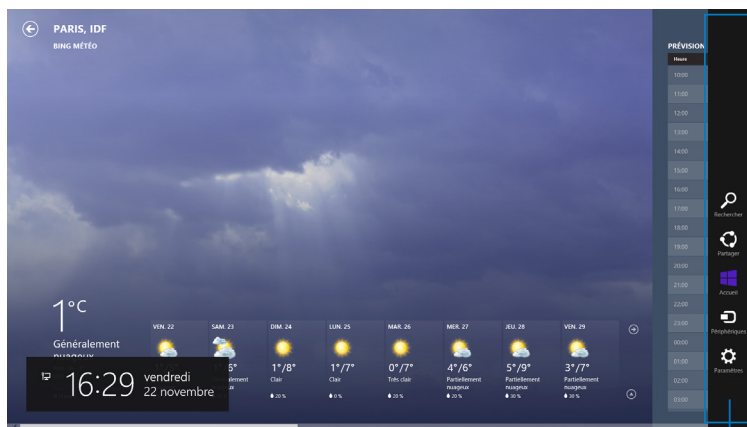 PARIS, IDF
BING MÉTÉO
PRÉVISION
Heure
10:00
11:00
12:00
13:00
14:00
15:00
16:00
17:00
18:00
19:00
20:00
21:00
22:00
23:00
00:00
01:00
02:00
03:00
Rechercher
Partager
Accueil
Périphériques
Paramètres
1°C
Généralement
nuageux
VEN. 22
SAM. 23
DIM. 24
LUN. 25
MAR. 26
MER. 27
JEU. 28
VEN. 29
6°
1°/8°
1°/7°
0°/7°
4°/6°
5°/9°
3°/7°
Clair
Clair
Très clair
Partiellement
nuageux
Partiellement
nuageux
Partiellement
nuageux
20 %
0 %
20 %
20 %
30 %
30 %
16:29
vendredi
22 novembre